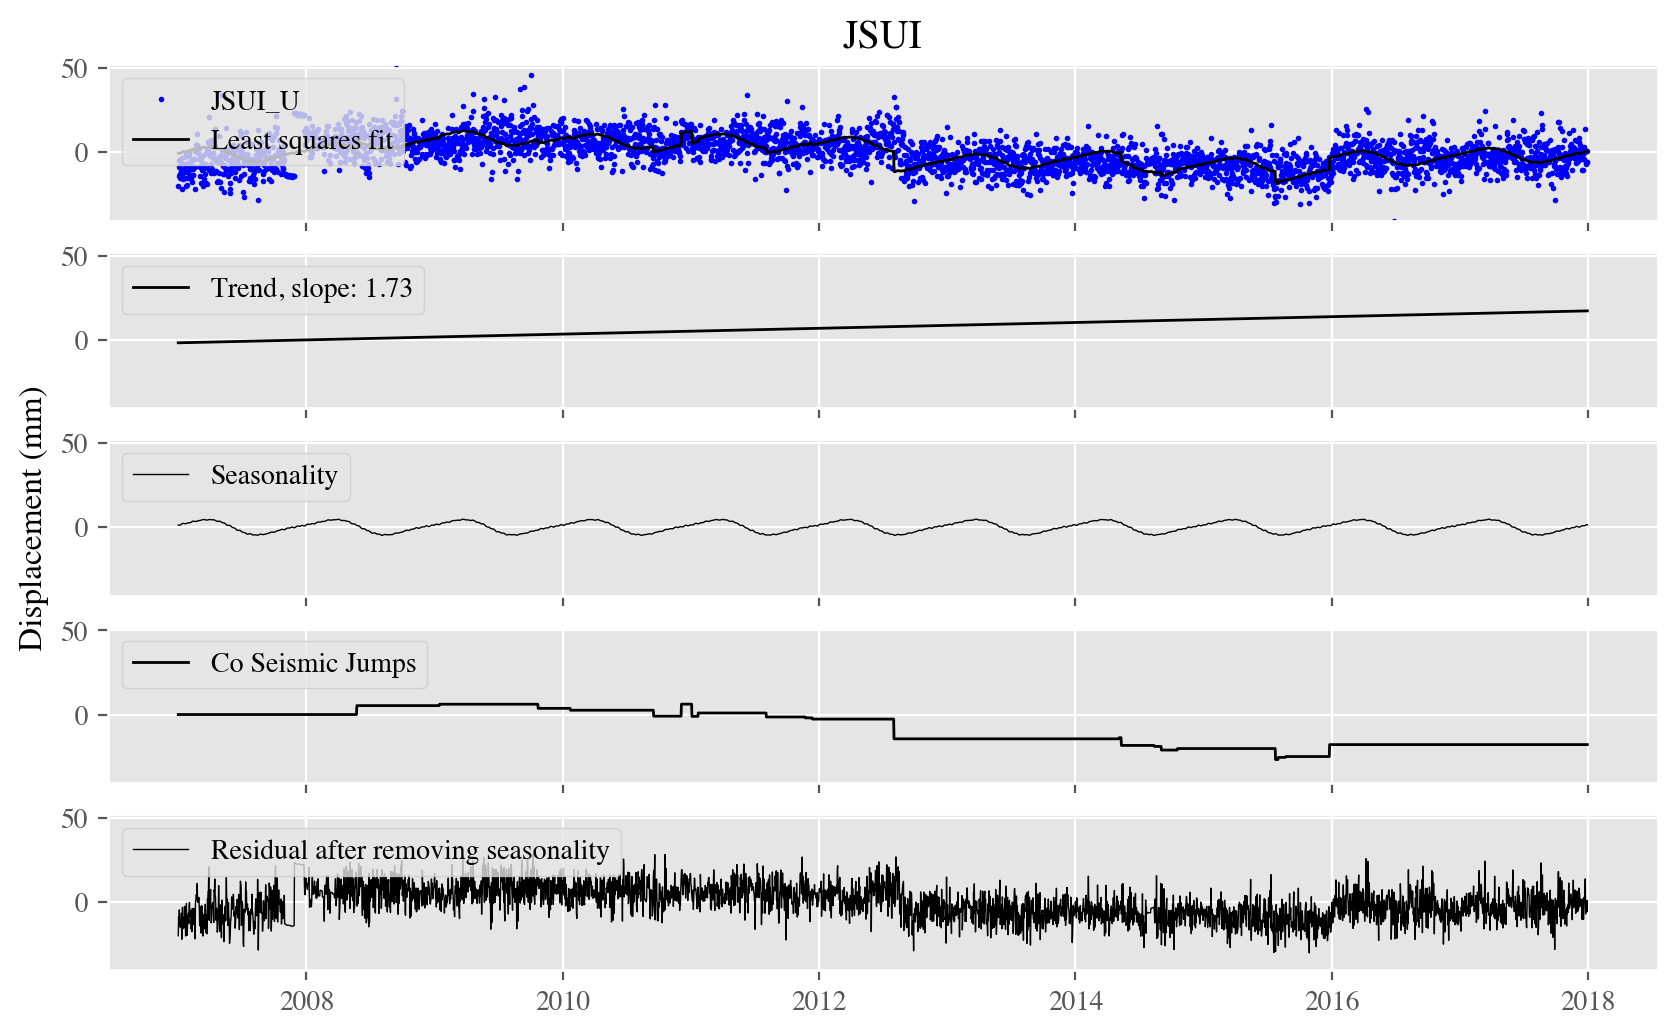 JSUI
50
0
JSUI_U
Least squares fit
50
0
Trend, slope: 1.73
Displacement (mm)
50
0
Seasonality
50
0
Co Seismic Jumps
50
0
Residual after removing seasonality
2008 2010 2012 2014 2016 2018